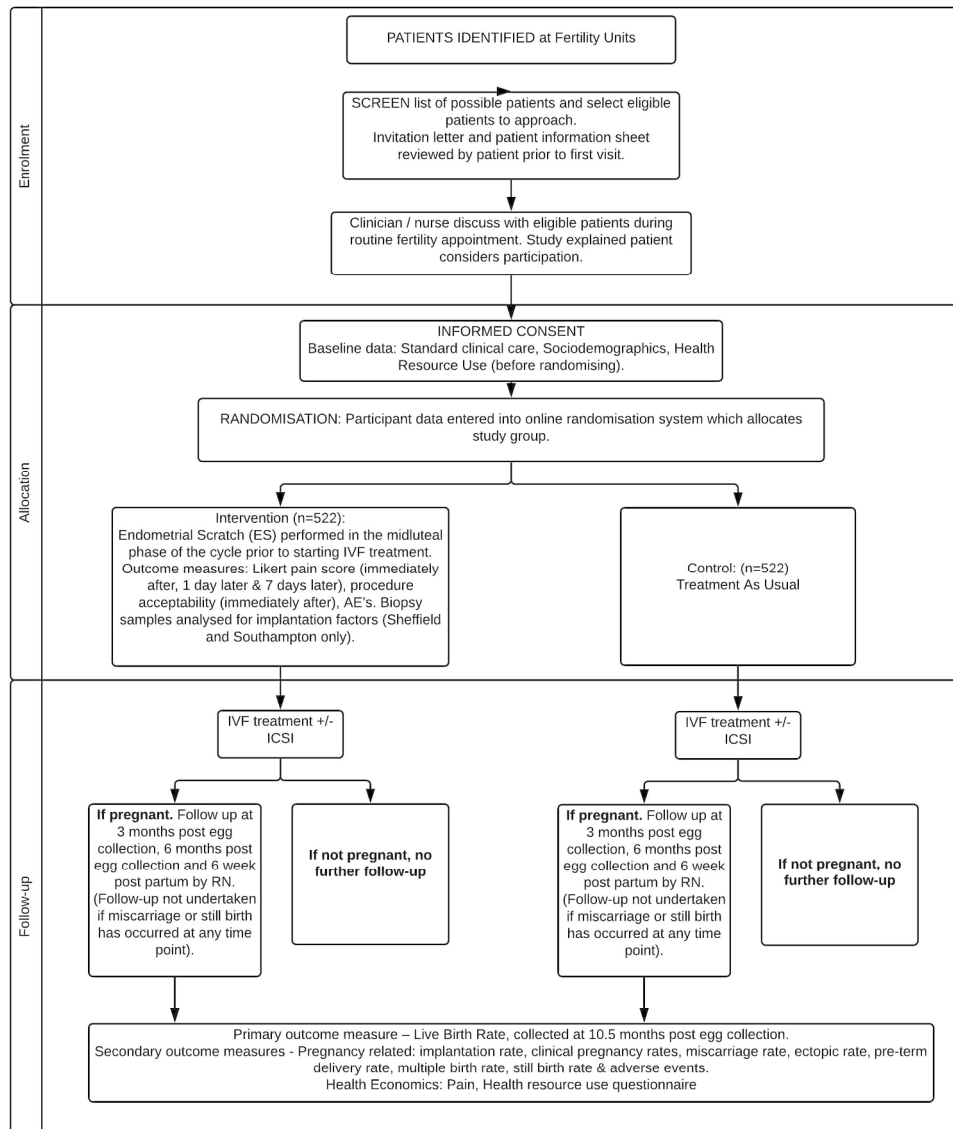 Enrolment
PATIENTS IDENTIFIED at Fertility Units
SCREEN list of possible patients and select eligible
patients to approach.
Invitation letter and patient information sheet
reviewed by patient prior to first visit.
Clinician / nurse discuss with eligible patients during
routine fertility appointment. Study explained patient
considers participation.
Allocation
INFORMED CONSENT
Baseline data: Standard clinical care, Sociodemographics, Health
Resource Use (before randomising).
RANDOMISATION: Participant data entered into online randomisation system which allocates
study group.
Intervention (n=522):
Endometrial Scratch (ES) performed in the midluteal
phase of the cycle prior to starting IVF treatment.
Outcome measures: Likert pain score (immediately
after, 1 day later & 7 days later), procedure
acceptability (immediately after), AE's. Biopsy
samples analysed for implantation factors (Sheffield
and Southampton only).
Control: (n=522)
Treatment As Usual
Follow-up
IVF treatment +/-
ICSI
IVF treatment +/-
ICSI
If pregnant. Follow up at
3 months post egg
collection, 6 months post
egg collection and 6 week
post partum by RN.
(Follow-up not undertaken
if miscarriage or still birth
has occurred at any time
point).
If not pregnant, no
further follow-up
If pregnant. Follow up at
3 months post egg
collection, 6 months post
egg collection and 6 week
post partum by RN.
(Follow-up not undertaken
if miscarriage or still birth
has occurred at any time
point).
If not pregnant, no
further follow-up
Primary outcome measure – Live Birth Rate, collected at 10.5 months post egg collection.
Secondary outcome measures - Pregnancy related: implantation rate, clinical pregnancy rates, miscarriage rate, ectopic rate, pre-term
delivery rate, multiple birth rate, still birth rate & adverse events.
Health Economics: Pain, Health resource use questionnaire